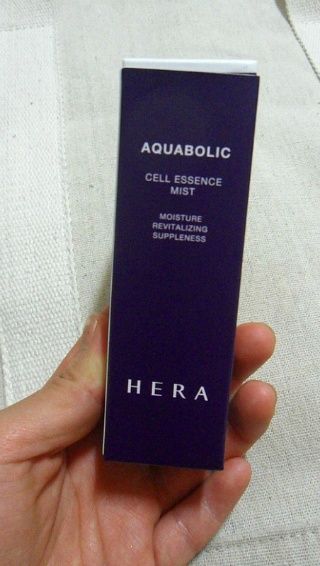 AQUABOLIC
CELL ESSENCE
MIST
MOISTURE
REVITALIZING
SUPPLENESS
HERA